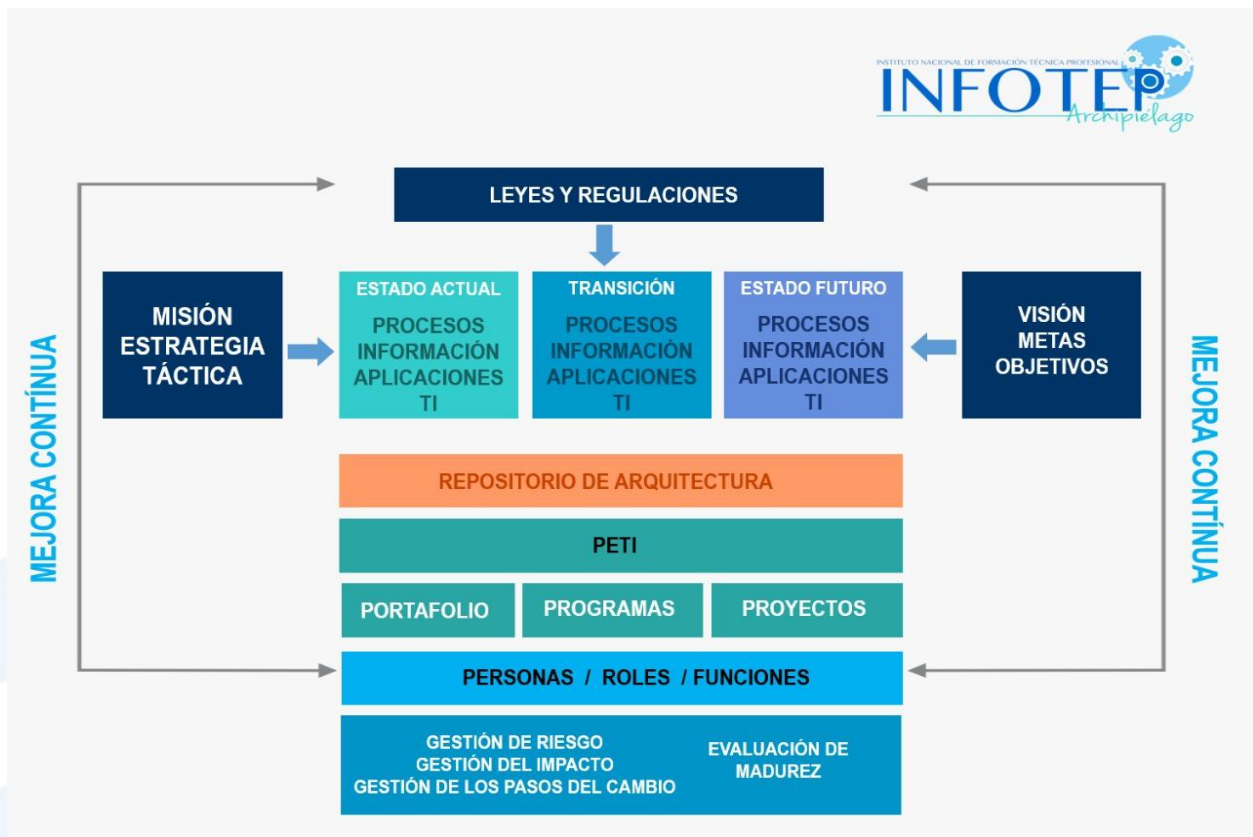 INSTITUTO NACIONAL DE FORMACIÓN TÉCNICA PROFESIONAL
INFOTEP
Archipiélago
LEYES Y REGULACIONES
MISIÓN
ESTRATEGIA
TÁCTICA
ESTADO ACTUAL
PROCESOS
INFORMACIÓN
APLICACIONES
TI
TRANSICIÓN
PROCESOS
INFORMACIÓN
APLICACIONES
TI
ESTADO FUTURO
PROCESOS
INFORMACIÓN
APLICACIONES
TI
VISIÓN
METAS
OBJETIVOS
MEJORA CONTÍNUA
MEJORA CONTÍNUA
REPOSITORIO DE ARQUITECTURA
PETI
PORTAFOLIO
PROGRAMAS
PROYECTOS
PERSONAS / ROLES / FUNCIONES
GESTIÓN DE RIESGO
GESTIÓN DEL IMPACTO
GESTIÓN DE LOS PASOS DEL CAMBIO
EVALUACIÓN DE
MADUREZ